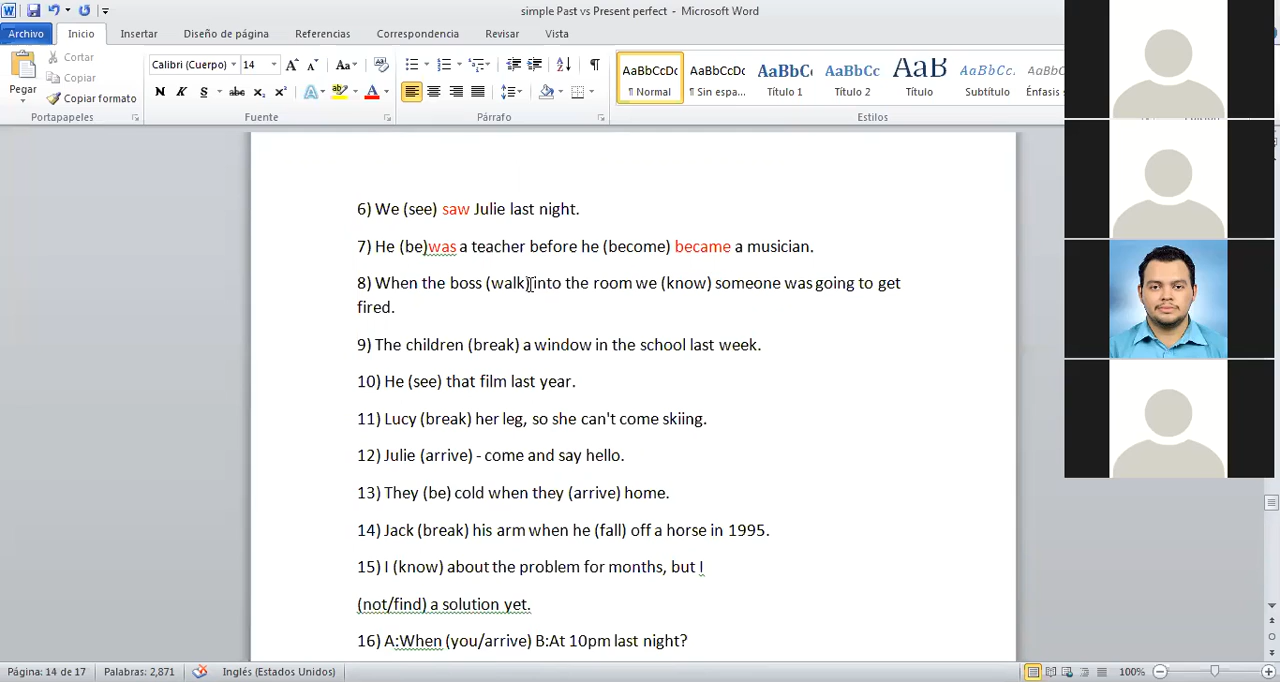 simple Past vs Present perfect - Microsoft Word
Archivo Inicio Insertar Diseño de página Referencias Correspondencia Revisar Vista
Pegar
Cortar
Copiar
Copiar formato
Portapapeles
Calibri (Cuerpo) 14
N K S abc x₂ x²
Fuente
Párrafo
AaBbCcDc AaBbCcDc AaBbC AaBbCc AaB AaBbCc AaBbCc
¶ Normal ¶ Sin espa... Título 1 Título 2 Título Subtítulo Énfasis
Estilos
6) We (see) saw Julie last night.
7) He (be)was a teacher before he (become) became a musician.
8) When the boss (walk) into the room we (know) someone was going to get
fired.
9) The children (break) a window in the school last week.
10) He (see) that film last year.
11) Lucy (break) her leg, so she can't come skiing.
12) Julie (arrive) - come and say hello.
13) They (be) cold when they (arrive) home.
14) Jack (break) his arm when he (fall) off a horse in 1995.
15) I (know) about the problem for months, but I
(not/find) a solution yet.
16) A:When (you/arrive) B:At 10pm last night?
Página: 14 de 17 Palabras: 2,871 Inglés (Estados Unidos) 100%